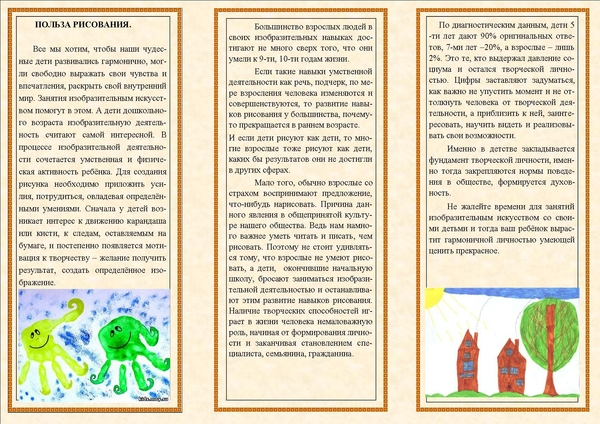 ПОЛЬЗА РИСОВАНИЯ.
Все мы хотим, чтобы наши чудес-
ные дети развивались гармонично, мог-
ли свободно выражать свои чувства и
впечатления, раскрыть свой внутренний
мир. Занятия изобразительным искусст-
вом помогут в этом. А дети дошкольно-
го возраста изобразительную деятель-
ность считают самой интересной. В
процессе изобразительной деятельно-
сти сочетается умственная и физиче-
ская активность ребёнка. Для создания
рисунка необходимо приложить уси-
лия, потрудиться, овладевая определён-
ными умениями. Сначала у детей воз-
никает интерес к движению карандаша
или кисти, к следам, оставляемым на
бумаге, и постепенно появляется моти-
вация к творчеству – желание получить
результат, создать определённое изо-
бражение.
Большинство взрослых людей в
своих изобразительных навыках дос-
тигают не много сверх того, что они
умели к 9-ти, 10-ти годам жизни.
Если такие навыки умственной
деятельности как речь, подчерк, по ме-
ре взросления человека изменяются и
совершенствуются, то развитие навы-
ков рисования у большинства, почему-
то прекращается в раннем возрасте.
И если дети рисуют как дети, то мно-
гие взрослые тоже рисуют как дети,
каких бы результатов они не достигли
в других сферах.
Мало того, обычно взрослые со
страхом воспринимают предложение,
что-нибудь нарисовать. Причина дан-
ного явления в общепринятой культу-
ре нашего общества. Ведь нам намно-
го важнее уметь читать и писать, чем
рисовать. Поэтому не стоит удивлять-
ся тому, что взрослые не умеют рисо-
вать, а дети, окончившие начальную
школу, бросают заниматься изобрази-
тельной деятельностью и останавлива-
ют этим развитие навыков рисования.
Наличие творческих способностей иг-
рает в жизни человека немаловажную
роль, начиная от формирования лично-
сти и заканчивая становлением спе-
циалиста, семьянина, гражданина.
По диагностическим данным, дети 5
-ти лет дают 90% оригинальных отве-
тов, 7-ми лет –20%, а взрослые – лишь
2%. Это те, кто выдержал давление со-
циума и остался творческой лично-
стью. Цифры заставляют задуматься,
как важно не упустить момент и не от-
толкнуть человека от творческой дея-
тельности, а приблизить к ней, заинте-
ресовать, научить видеть и реализовы-
вать свои возможности.
Именно в детстве закладывается
фундамент творческой личности, имен-
но тогда закрепляются нормы поведе-
ния в обществе, формируется духов-
ность.
Не жалейте времени для занятий
изобразительным искусством со свои-
ми детьми и тогда ваш ребёнок вырас-
тит гармоничной личностью умеющей
ценить прекрасное.